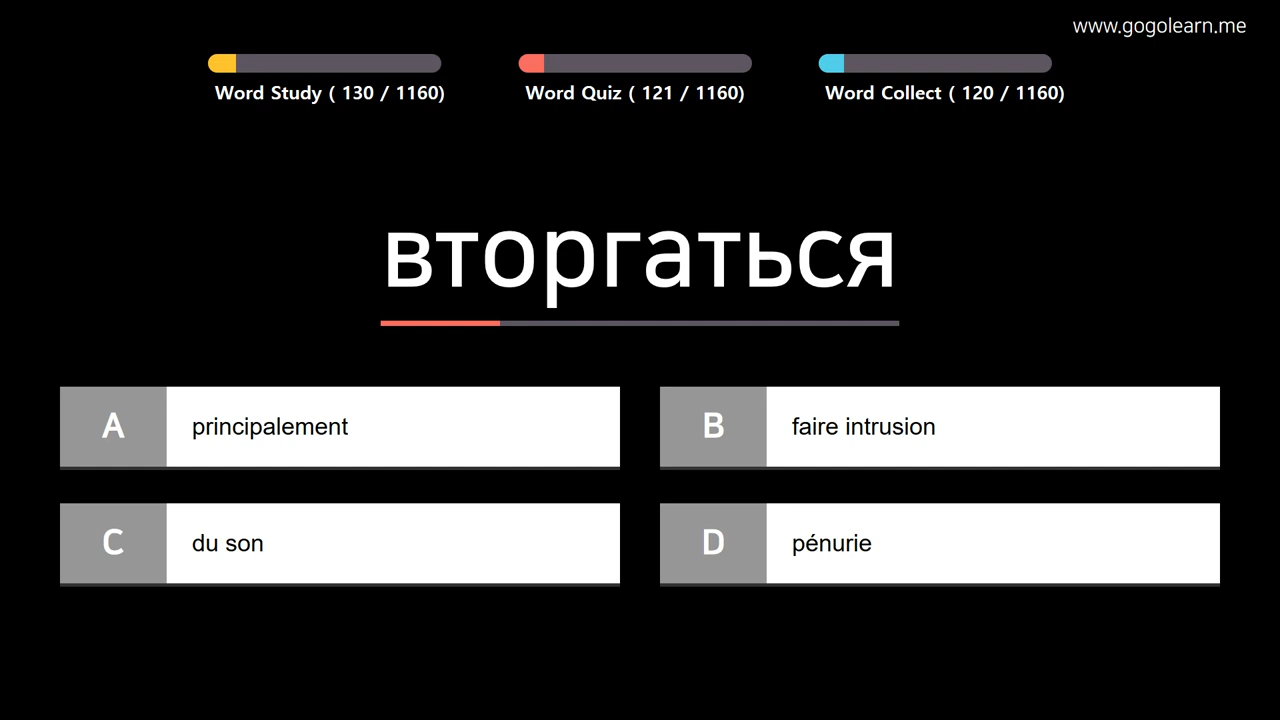 www.gogolearn.me
Word Study ( 130 / 1160)
Word Quiz ( 121 / 1160)
Word Collect ( 120 / 1160)
вторгаться
A principalement
B faire intrusion
C du son
D pénurie